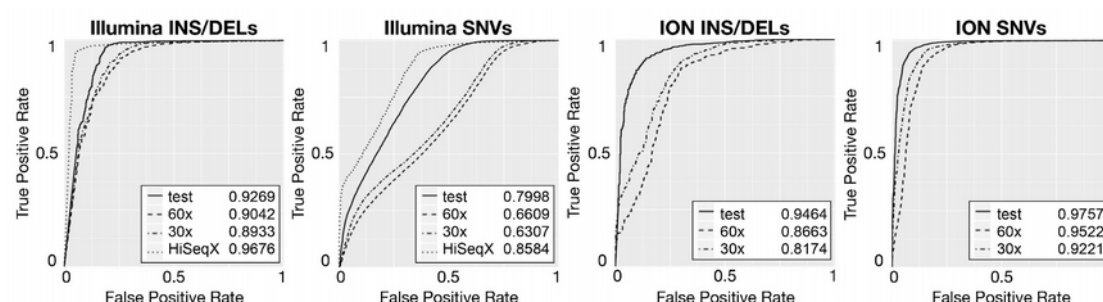 Illumina INS/DELs
True Positive Rate
1
0.5
0
test 0.9269
60x 0.9042
30x 0.8933
HiSeqX 0.9676
0 0.5 1
False Positive Rate
Illumina SNVs
True Positive Rate
1
0.5
0
test 0.7998
60x 0.6609
30x 0.6307
HiSeqX 0.8584
0 0.5 1
False Positive Rate
ION INS/DELs
True Positive Rate
1
0.5
0
test 0.9464
60x 0.8663
30x 0.8174
0 0.5 1
False Positive Rate
ION SNVs
True Positive Rate
1
0.5
0
test 0.9757
60x 0.9522
30x 0.9221
0 0.5 1
False Positive Rate